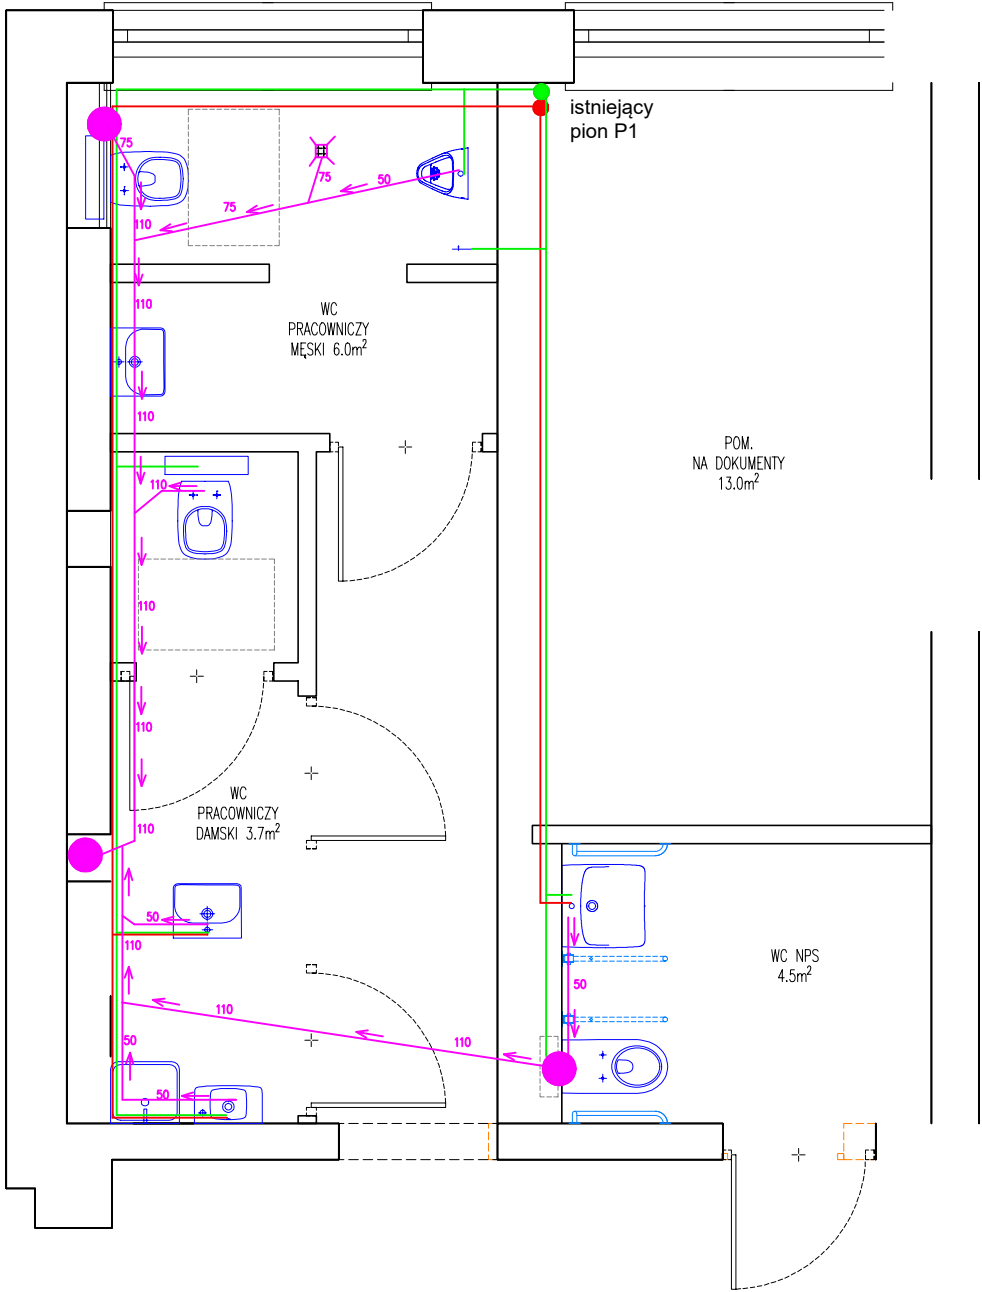 istniejący
pion P1
75
75
50
75
110
WC
PRACOWNICZY
MĘSKI 6.0m²
110
110
POM.
NA DOKUMENTY
13.0m²
110
110
110
WC
PRACOWNICZY
DAMSKI 3.7m²
110
50
110
WC NPS
4.5m²
50
110
110
50
50